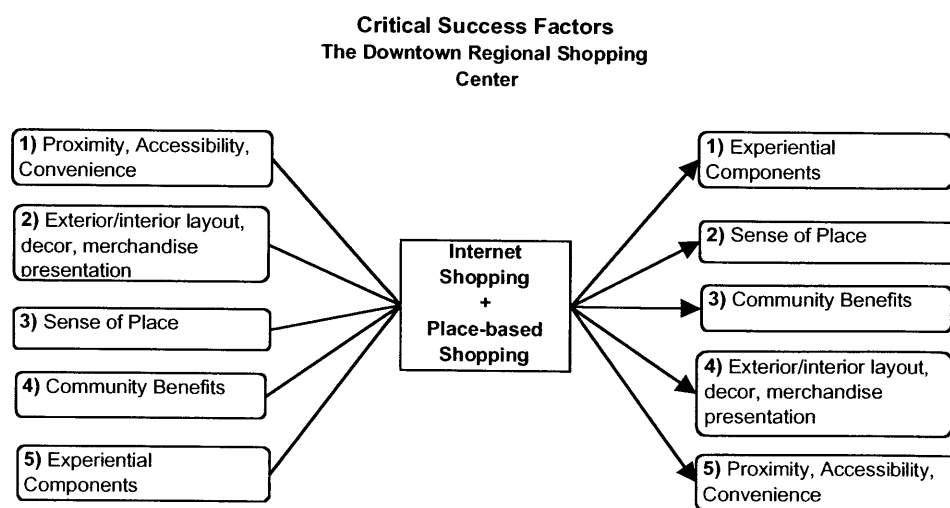 Critical Success Factors
The Downtown Regional Shopping
Center
1) Proximity, Accessibility,
Convenience
2) Exterior/interior layout,
decor, merchandise
presentation
3) Sense of Place
4) Community Benefits
5) Experiential
Components
Internet
Shopping
+
Place-based
Shopping
1) Experiential
Components
2) Sense of Place
3) Community Benefits
4) Exterior/interior layout,
decor, merchandise
presentation
5) Proximity, Accessibility,
Convenience